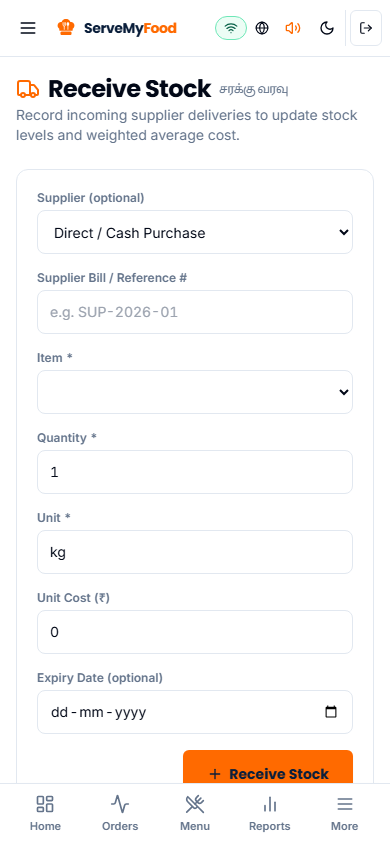 ServeMyFood
Receive Stock சரக்கு வரவு
Record incoming supplier deliveries to update stock
levels and weighted average cost.
Supplier (optional)
Direct / Cash Purchase
Supplier Bill / Reference #
e.g. SUP-2026-01
Item *
Quantity *
1
Unit *
kg
Unit Cost (₹)
0
Expiry Date (optional)
dd-mm-yyyy
+ Receive Stock
Home Orders Menu Reports More